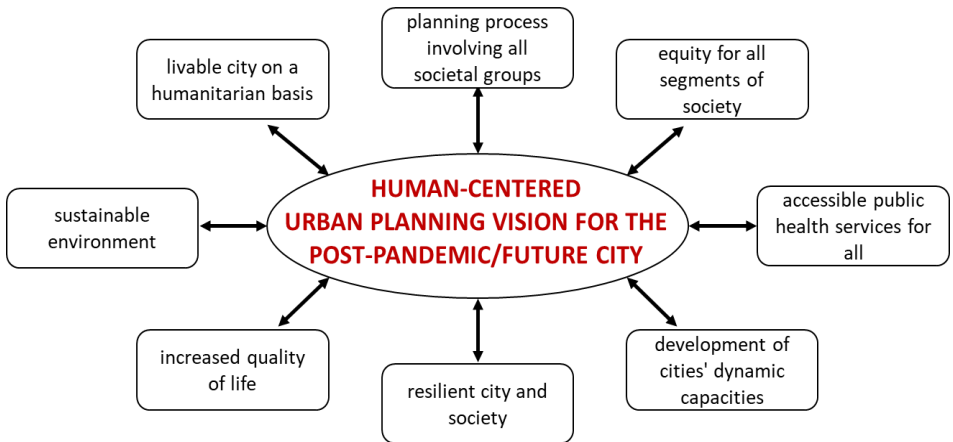 planning process
involving all
societal groups
livable city on a
humanitarian basis
equity for all
segments of
society
HUMAN-CENTERED
URBAN PLANNING VISION FOR THE
POST-PANDEMIC/FUTURE CITY
sustainable
environment
accessible public
health services for
all
increased quality
of life
resilient city and
society
development of
cities' dynamic
capacities